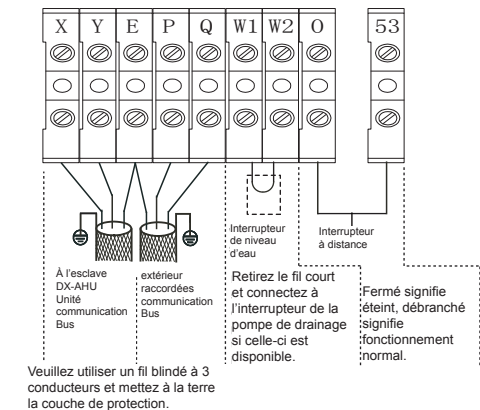 X Y E P Q W1 W2 O 53
Interrupteur
de niveau
d'eau
Interrupteur
à distance
À l'esclave
DX-AHU
Unité
communication
Bus
extérieur
raccordées
communication
Bus
Retirez le fil court
et connectez à
l'interrupteur de la
pompe de drainage
si celle-ci est
disponible.
Fermé signifie
éteint, débranché
signifie
fonctionnement
normal.
Veuillez utiliser un fil blindé à 3
conducteurs et mettez à la terre
la couche de protection.